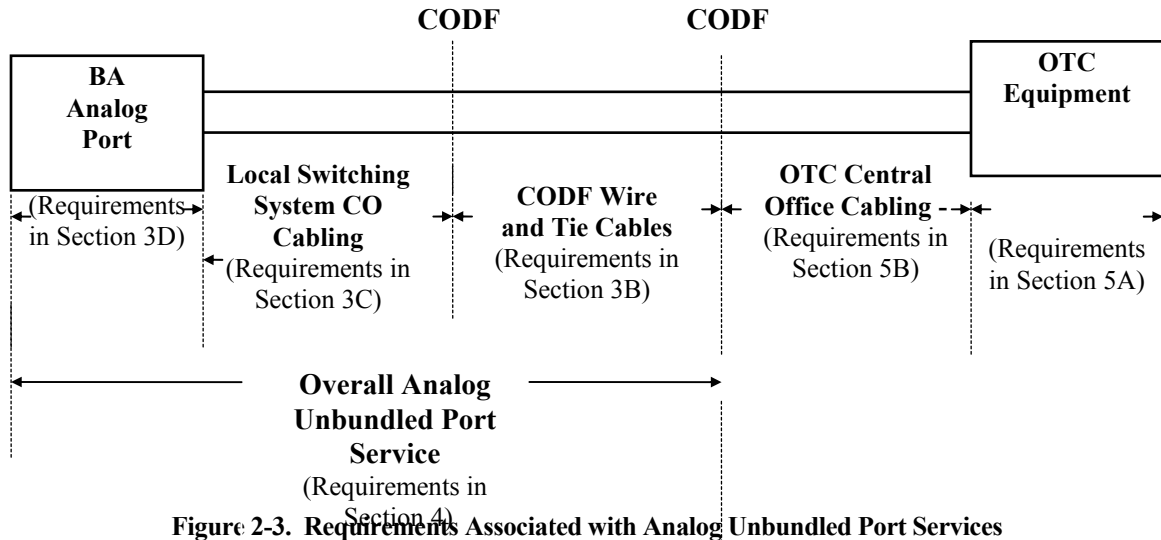 CODF
CODF
BA
Analog
Port
OTC
Equipment
(Requirements
in Section 3D)
Local Switching
System CO
Cabling
(Requirements in
Section 3C)
CODF Wire
and Tie Cables
(Requirements in
Section 3B)
OTC Central
Office Cabling -
(Requirements in
Section 5B)
(Requirements
in Section 5A)
Overall Analog
Unbundled Port
Service
(Requirements in
Section 4)
Figure 2-3. Requirements Associated with Analog Unbundled Port Services